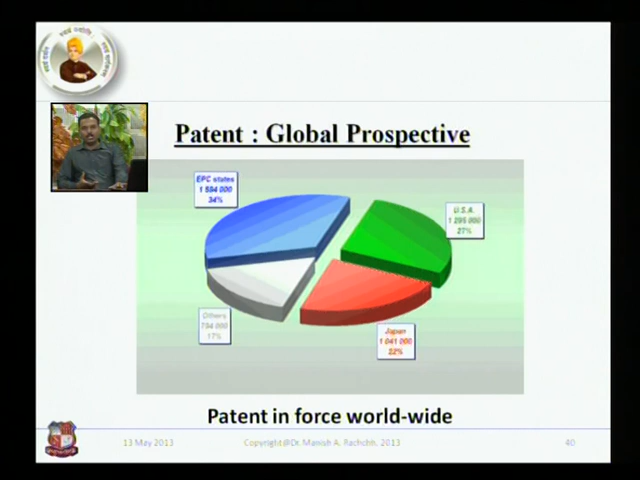 Patent : Global Prospective
EPC states
1 594 000
34%
U.S.A.
1 295 000
27%
Others
794 000
17%
Japan
1 041 000
22%
Patent in force world-wide
13 May 2013
Copyright@Dr. Manish A. Rachchh, 2013
40